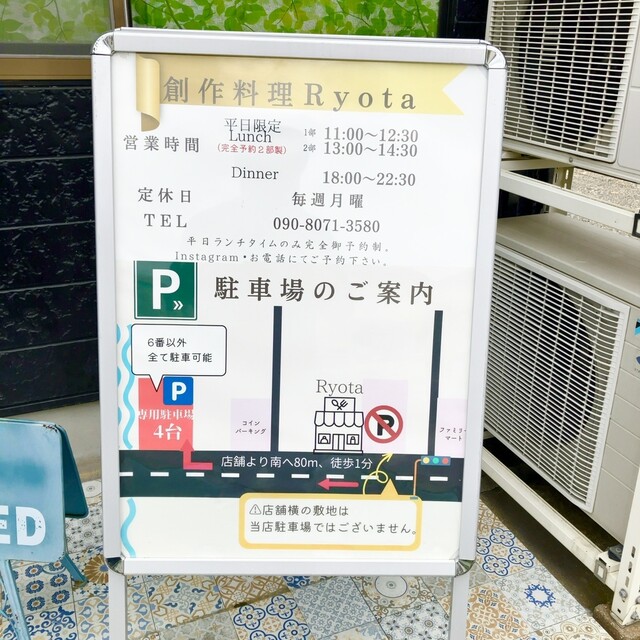 創作料理Ryota
営業時間
平日限定
Lunch
(完全予約2部製)
1部 11:00〜12:30
2部 13:00〜14:30
Dinner 18:00〜22:30
定休日 毎週月曜
TEL 090-8071-3580
平日ランチタイムのみ完全御予約制。
Instagram•お電話にてご予約下さい。
P» 駐車場のご案内
6番以外
全て駐車可能
P
専用駐車場
4台
コイン
パーキング
Ryota
P
ファミリー
マート
店舗より南へ80m、徒歩1分
⚠店舗横の敷地は
当店駐車場ではございません。
ED